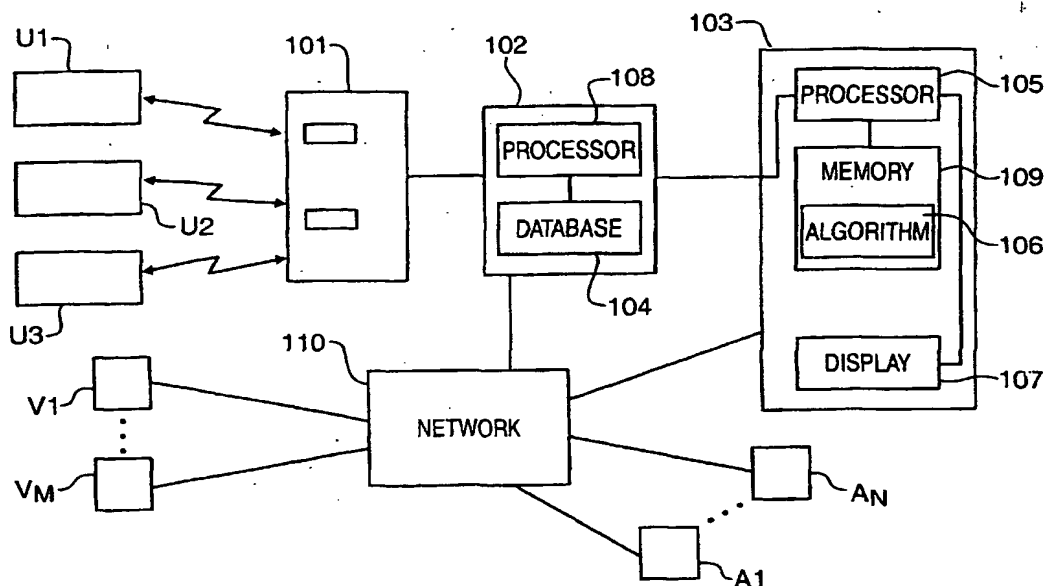 U1
101
102
108
103
105
PROCESSOR
PROCESSOR
MEMORY
109
U2
DATABASE
ALGORITHM
106
104
U3
110
DISPLAY
107
V1
NETWORK
VM
AN
A1